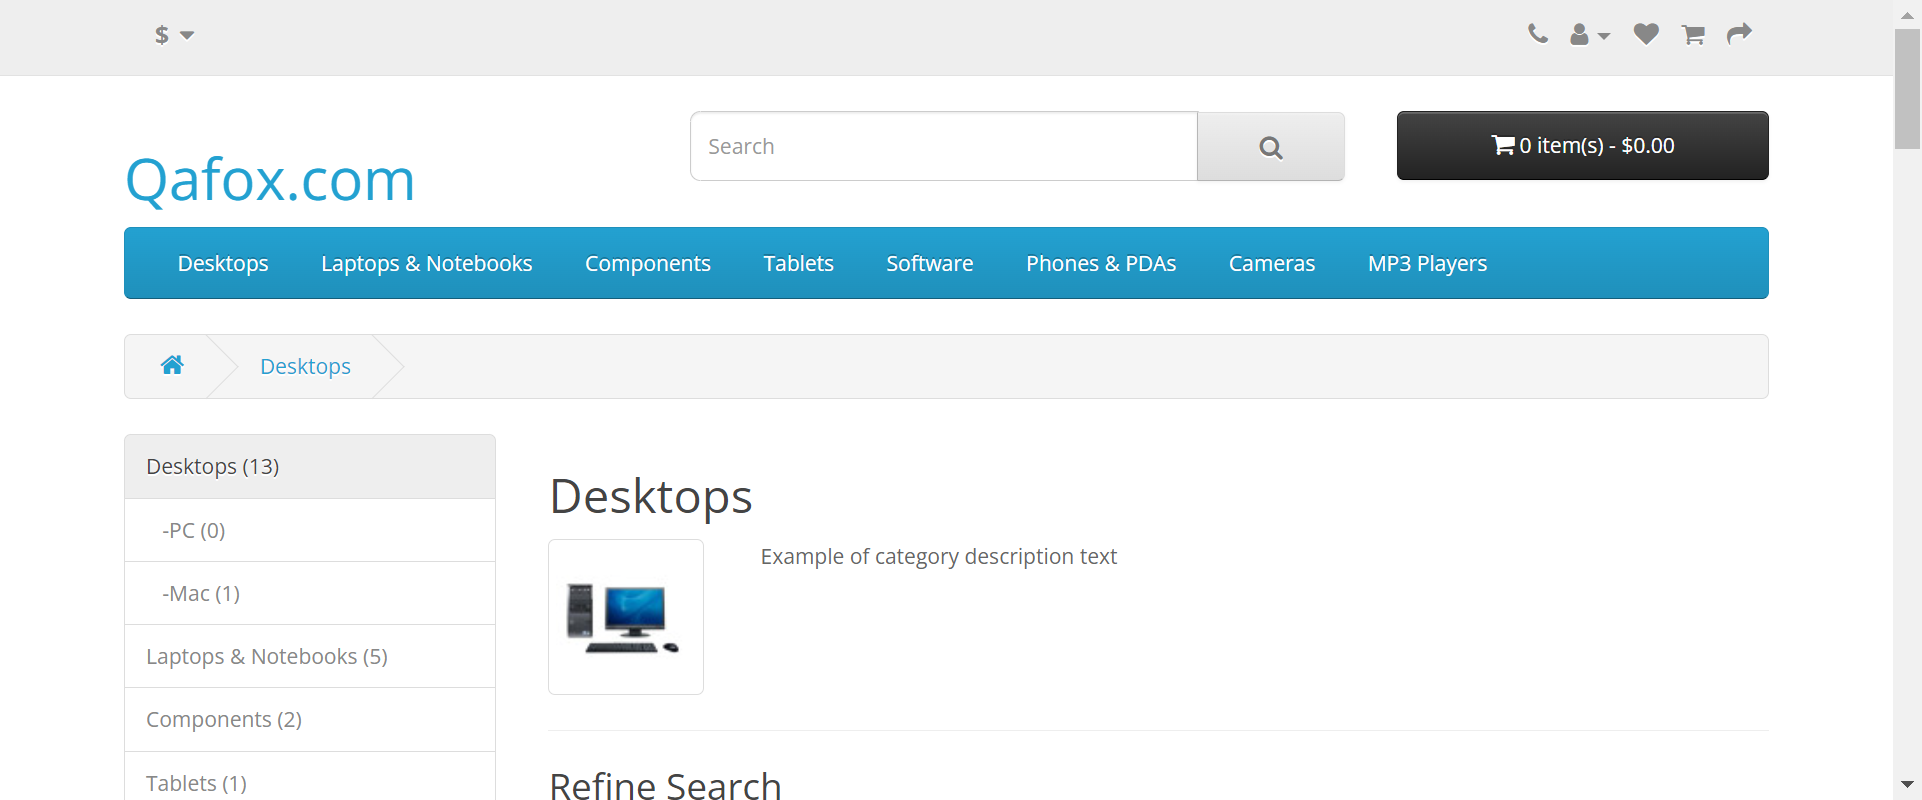 $
Search
0 item(s) - $0.00
Qafox.com
Desktops Laptops & Notebooks Components Tablets Software Phones & PDAs Cameras MP3 Players
Desktops
Desktops (13)
-PC (0)
-Mac (1)
Laptops & Notebooks (5)
Components (2)
Tablets (1)
Desktops
Example of category description text
Refine Search